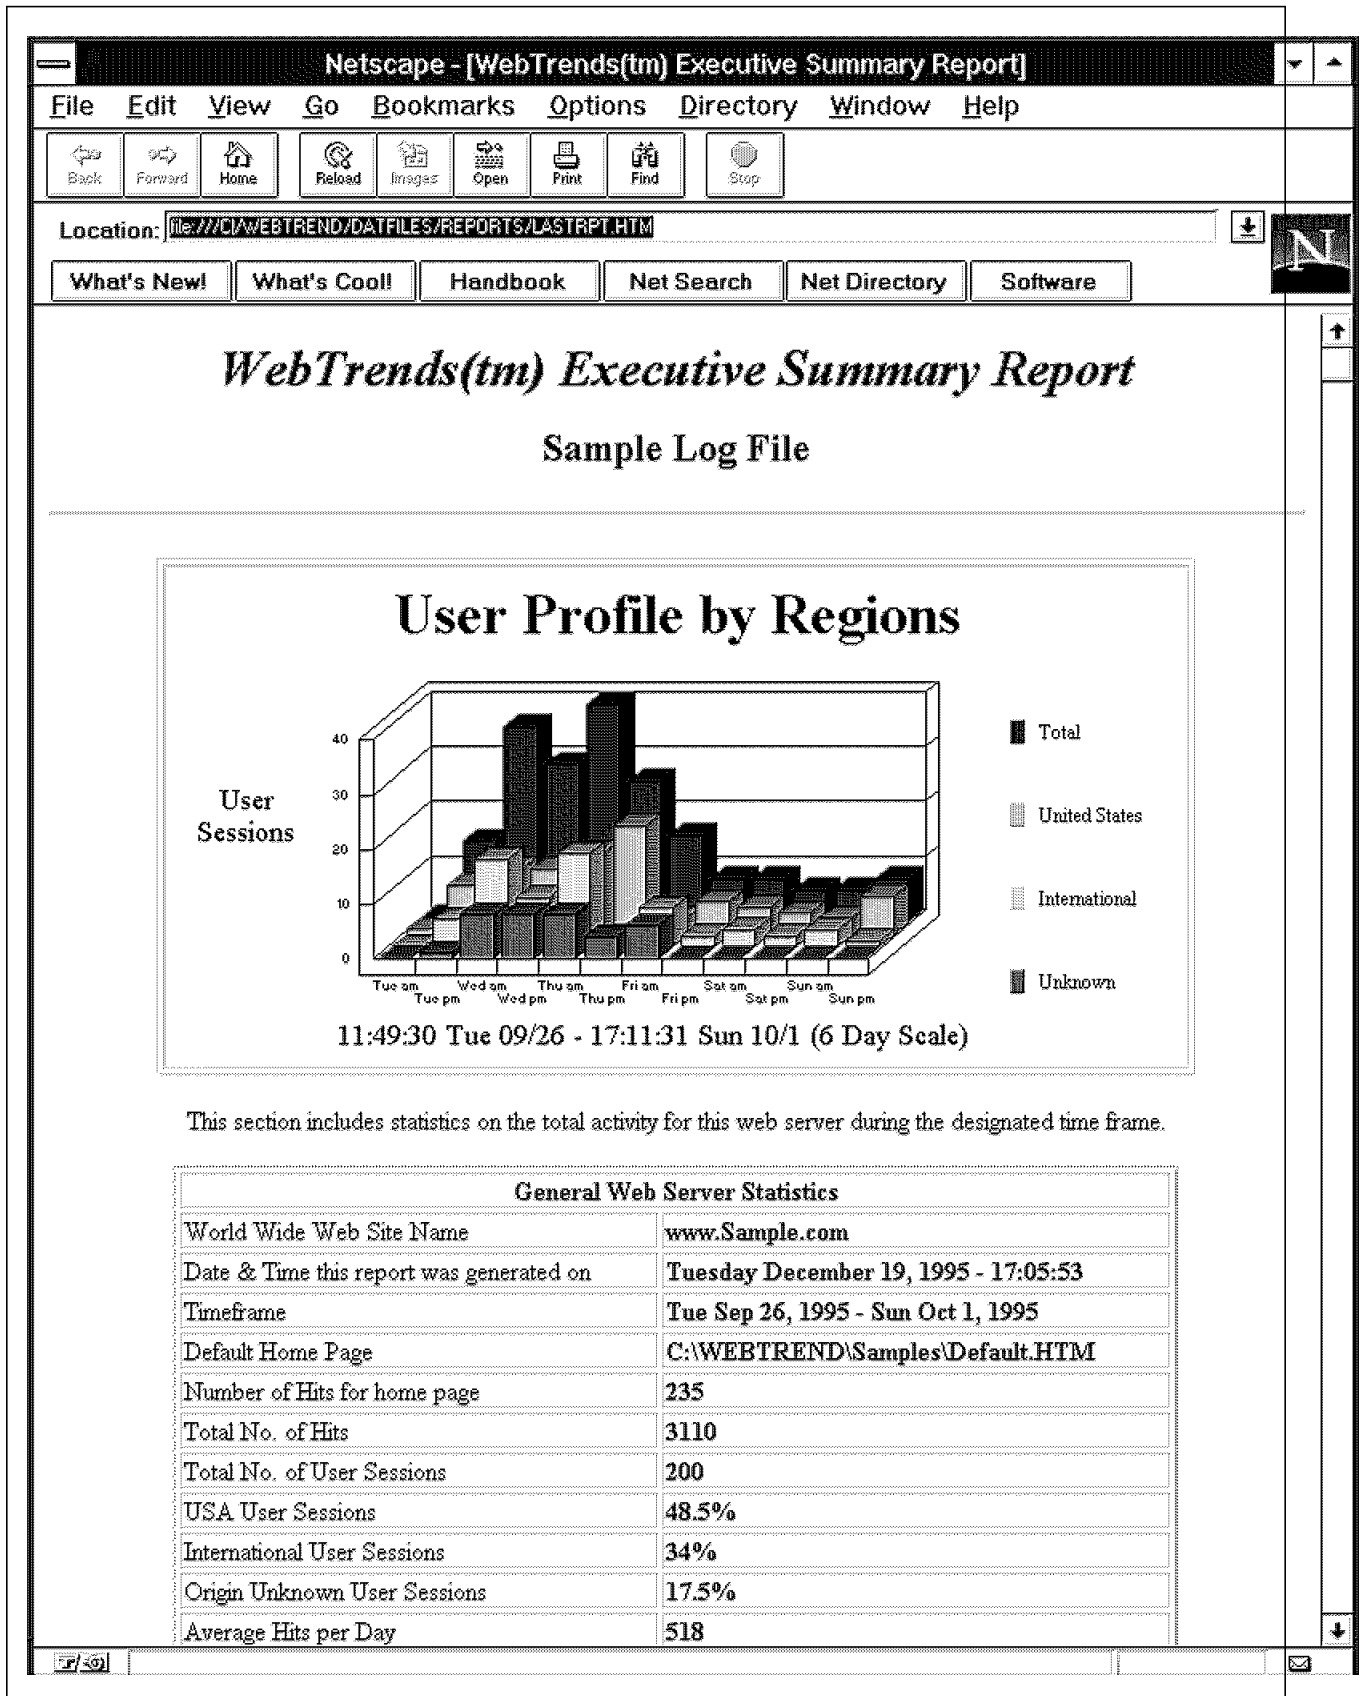 Netscape - [WebTrends(tm) Executive Summary Report]
File Edit View Go Bookmarks Options Directory Window Help
Back Forward Home Reload Images Open Print Find Stop
Location: file:///C|/WEBTREND/DATFILES/REPORTS/LASTRPT.HTM
N
What's New! What's Cool! Handbook Net Search Net Directory Software
WebTrends(tm) Executive Summary Report
Sample Log File
User Profile by Regions
User
Sessions
40
30
20
10
0
Total
United States
International
Unknown
Tue am Wed am Thu am Fri am Sat am Sun am
Tue pm Wed pm Thu pm Fri pm Sat pm Sun pm
11:49:30 Tue 09/26 - 17:11:31 Sun 10/1 (6 Day Scale)
This section includes statistics on the total activity for this web server during the designated time frame.
General Web Server Statistics
World Wide Web Site Name www.Sample.com
Date & Time this report was generated on Tuesday December 19, 1995 - 17:05:53
Timeframe Tue Sep 26, 1995 - Sun Oct 1, 1995
Default Home Page C:\WEBTREND\Samples\Default.HTM
Number of Hits for home page 235
Total No. of Hits 3110
Total No. of User Sessions 200
USA User Sessions 48.5%
International User Sessions 34%
Origin Unknown User Sessions 17.5%
Average Hits per Day 518